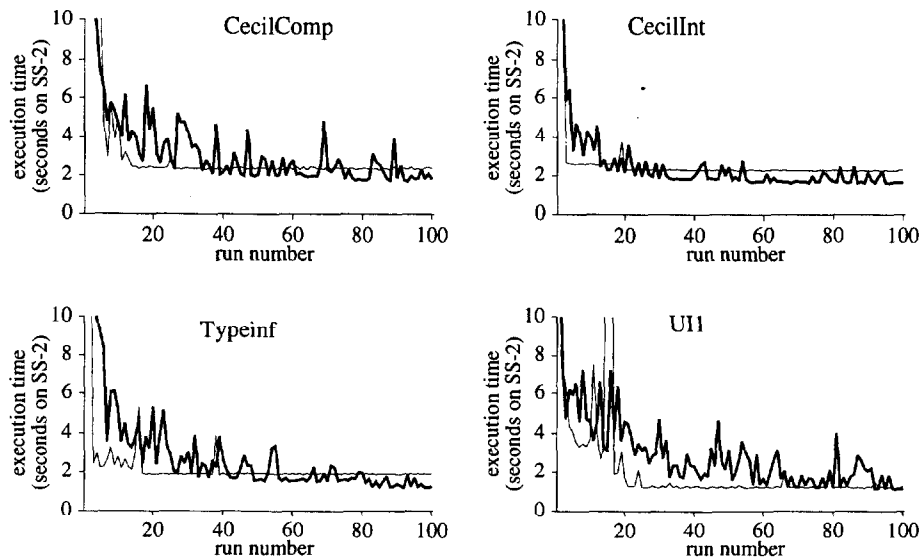 CecilComp
execution time
(seconds on SS-2)
10
8
6
4
2
0
20 40 60 80 100
run number
CecilInt
execution time
(seconds on SS-2)
10
8
6
4
2
0
20 40 60 80 100
run number
Typeinf
execution time
(seconds on SS-2)
10
8
6
4
2
0
20 40 60 80 100
run number
UI1
execution time
(seconds on SS-2)
10
8
6
4
2
0
20 40 60 80 100
run number